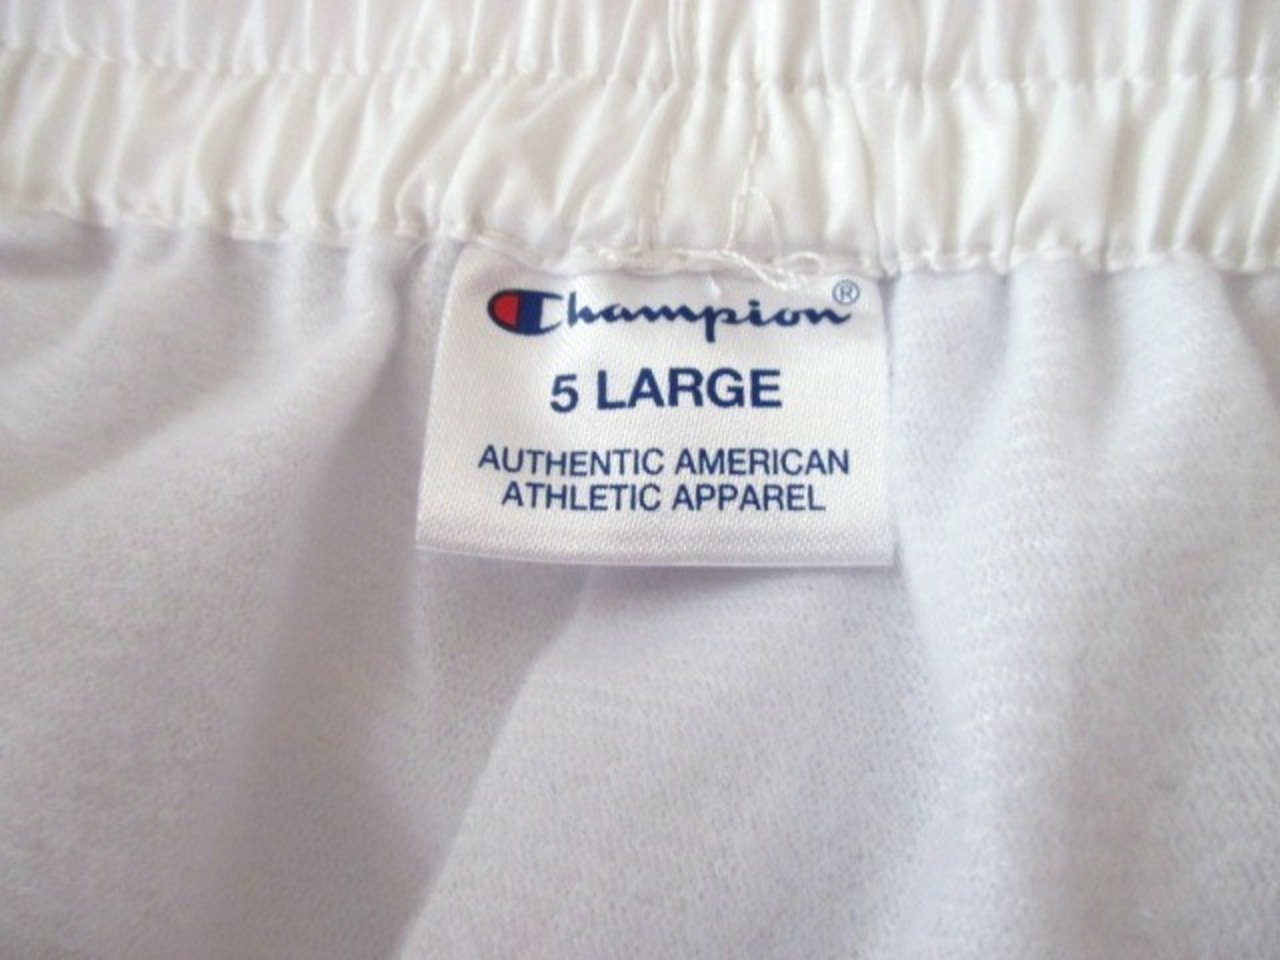 Champion®
5 LARGE
AUTHENTIC AMERICAN
ATHLETIC APPAREL